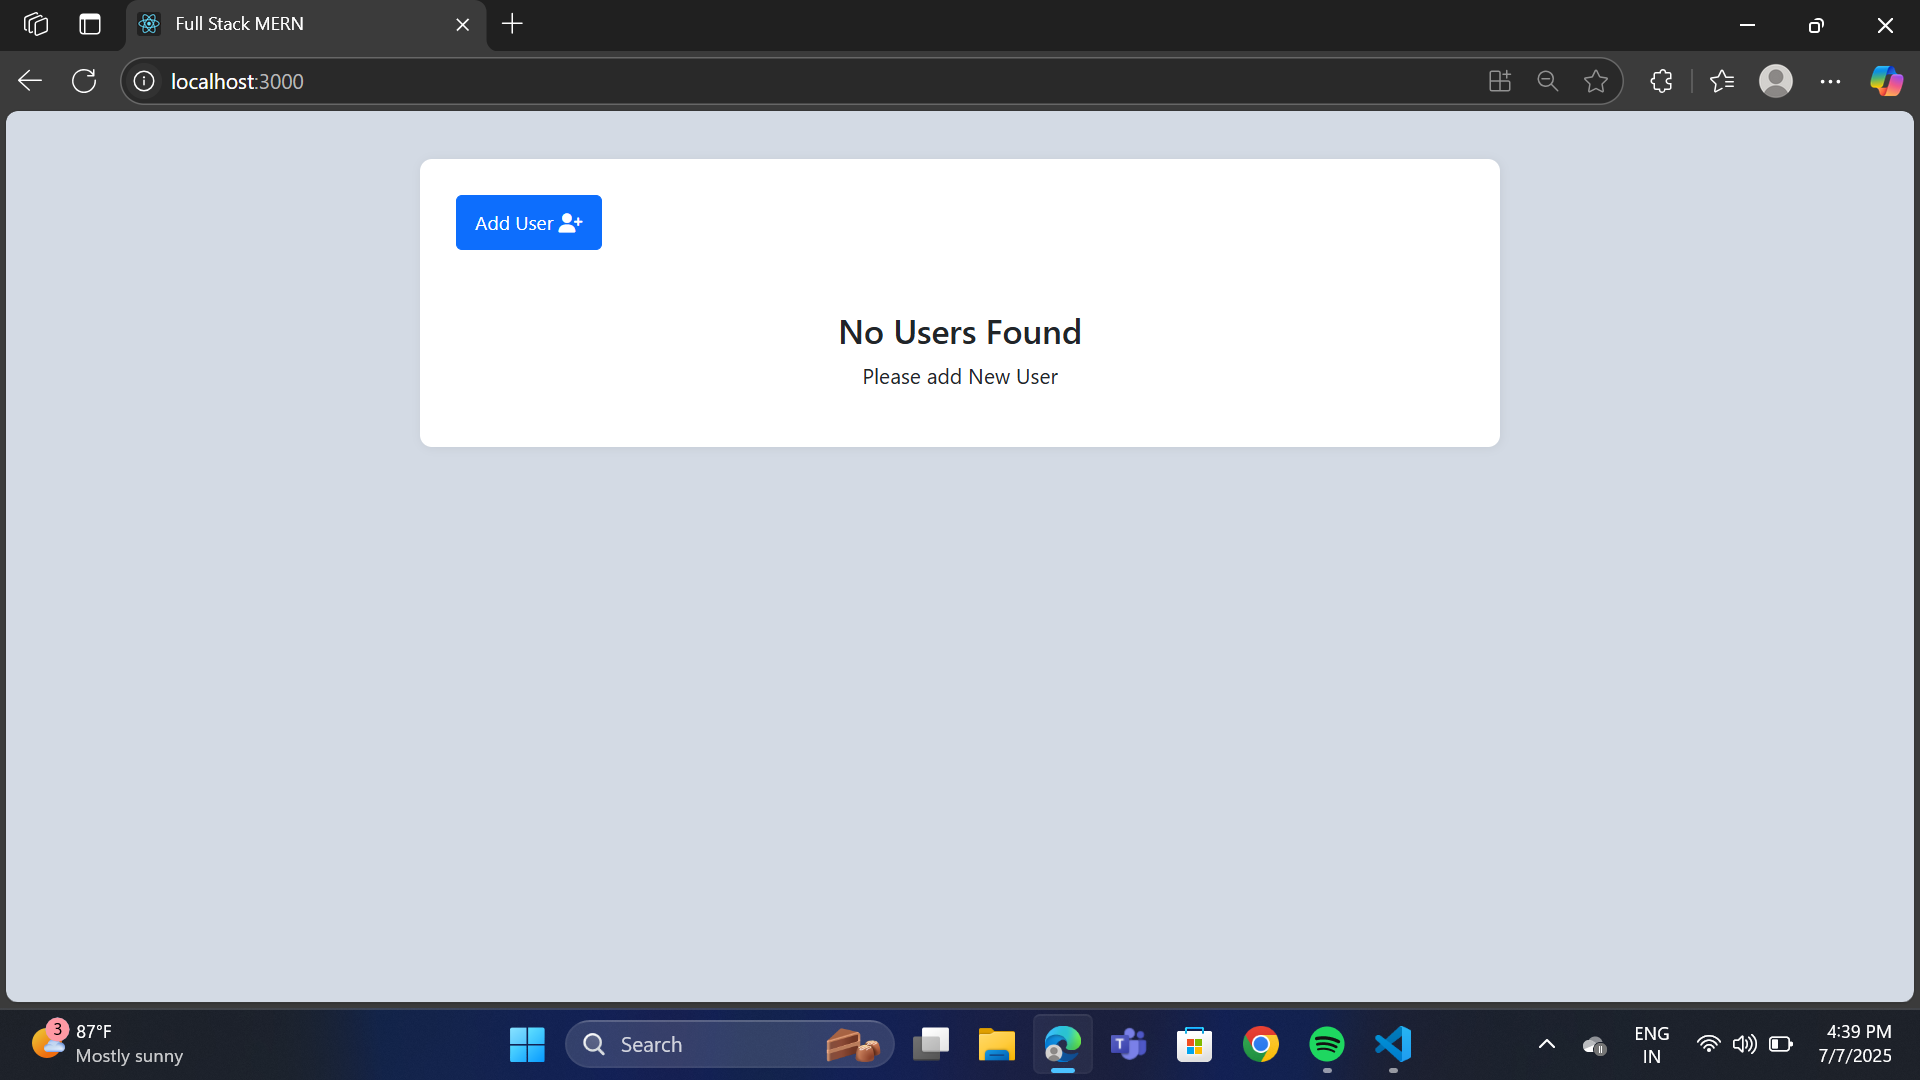 Full Stack MERN
localhost:3000
Add User
No Users Found
Please add New User
3
87°F
Mostly sunny
Search
T
ENG
IN
4:39 PM
7/7/2025